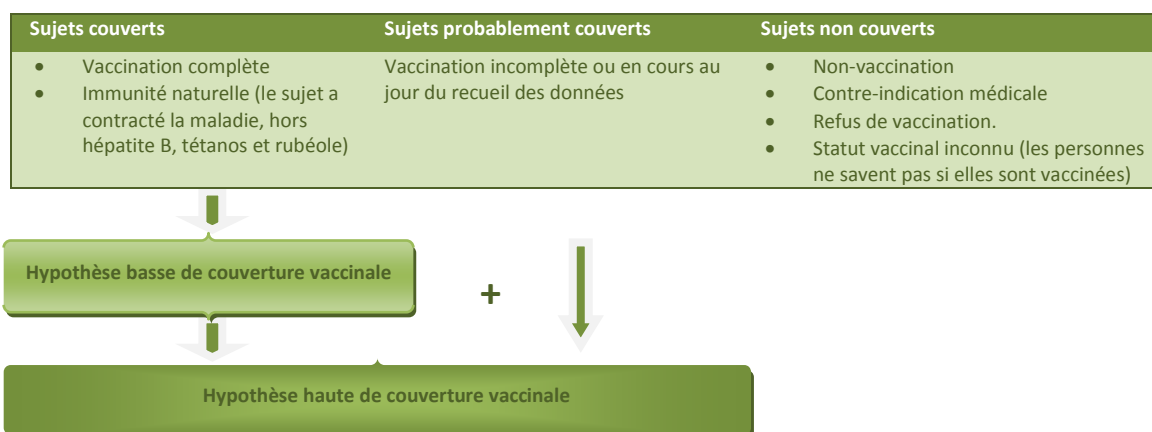 Sujets couverts
Sujets probablement couverts
Sujets non couverts
• Vaccination complète
• Immunité naturelle (le sujet a
contracté la maladie, hors
hépatite B, tétanos et rubéole)
Vaccination incomplète ou en cours au
jour du recueil des données
• Non-vaccination
• Contre-indication médicale
• Refus de vaccination.
• Statut vaccinal inconnu (les personnes
ne savent pas si elles sont vaccinées)
Hypothèse basse de couverture vaccinale
+
Hypothèse haute de couverture vaccinale